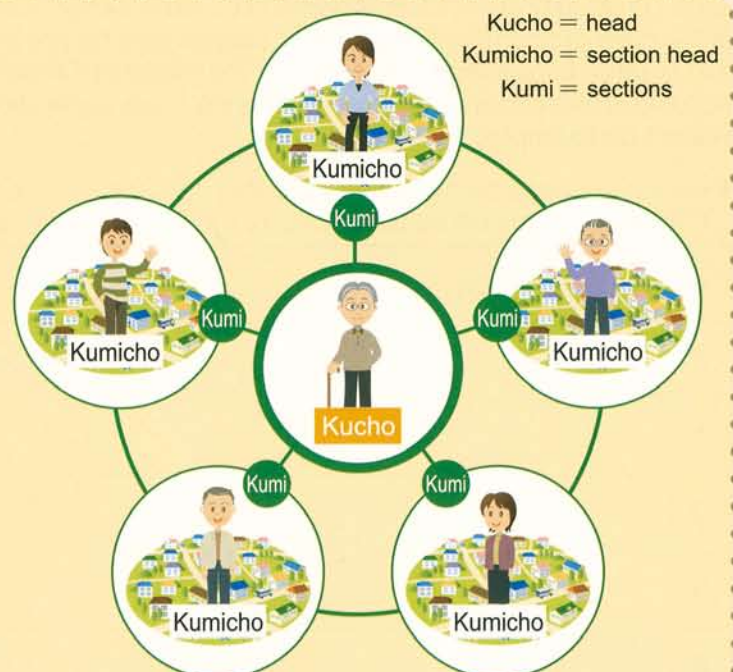 Kucho = head
Kumicho = section head
Kumi = sections
Kumicho
Kumi
Kumicho
Kumi
Kumi
Kumicho
Kucho
Kumi
Kumi
Kumicho
Kumicho